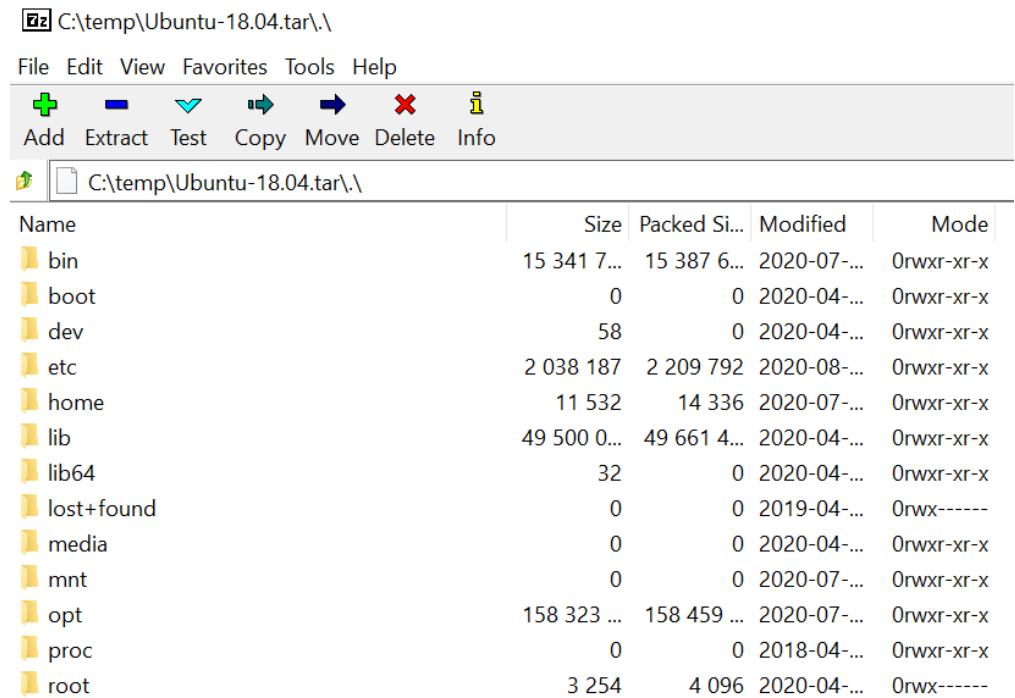 7z C:\temp\Ubuntu-18.04.tar\.\
File Edit View Favorites Tools Help
Add Extract Test Copy Move Delete Info
C:\temp\Ubuntu-18.04.tar\.\
Name Size Packed Si... Modified Mode
bin 15 341 7... 15 387 6... 2020-07-... 0rwxr-xr-x
boot 0 0 2020-04-... 0rwxr-xr-x
dev 58 0 2020-04-... 0rwxr-xr-x
etc 2 038 187 2 209 792 2020-08-... 0rwxr-xr-x
home 11 532 14 336 2020-07-... 0rwxr-xr-x
lib 49 500 0... 49 661 4... 2020-04-... 0rwxr-xr-x
lib64 32 0 2020-04-... 0rwxr-xr-x
lost+found 0 0 2019-04-... 0rwx------
media 0 0 2020-04-... 0rwxr-xr-x
mnt 0 0 2020-07-... 0rwxr-xr-x
opt 158 323 ... 158 459 ... 2020-07-... 0rwxr-xr-x
proc 0 0 2018-04-... 0rwxr-xr-x
root 3 254 4 096 2020-04-... 0rwx------